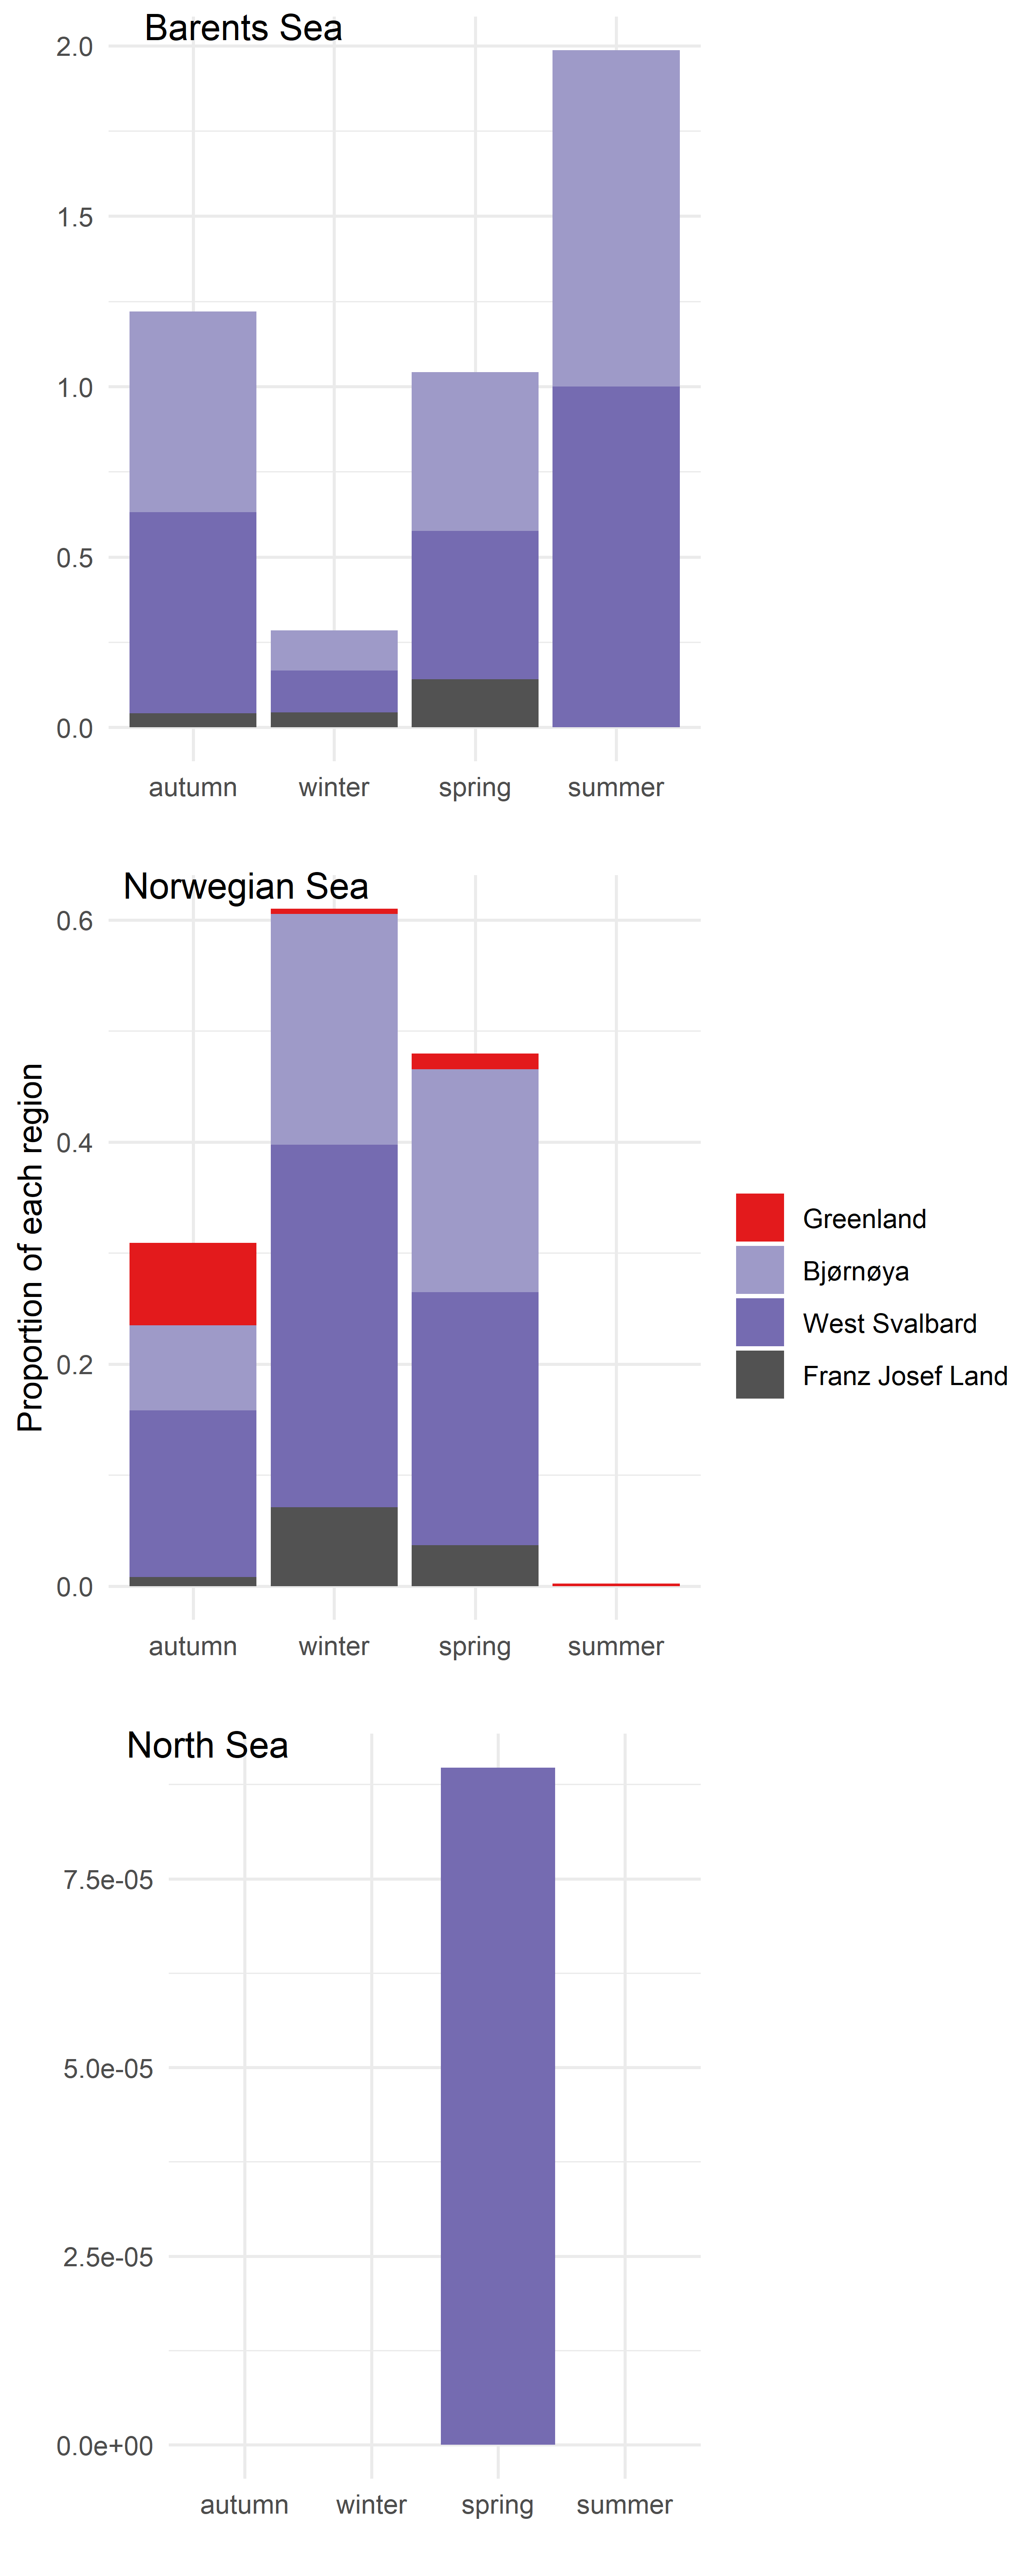 Barents Sea
2.0
1.5
1.0
0.5
0.0
autumn winter spring summer
Norwegian Sea
0.6
0.4
0.2
0.0
autumn winter spring summer
Proportion of each region
Greenland
Bjørnøya
West Svalbard
Franz Josef Land
North Sea
7.5e-05
5.0e-05
2.5e-05
0.0e+00
autumn winter spring summer